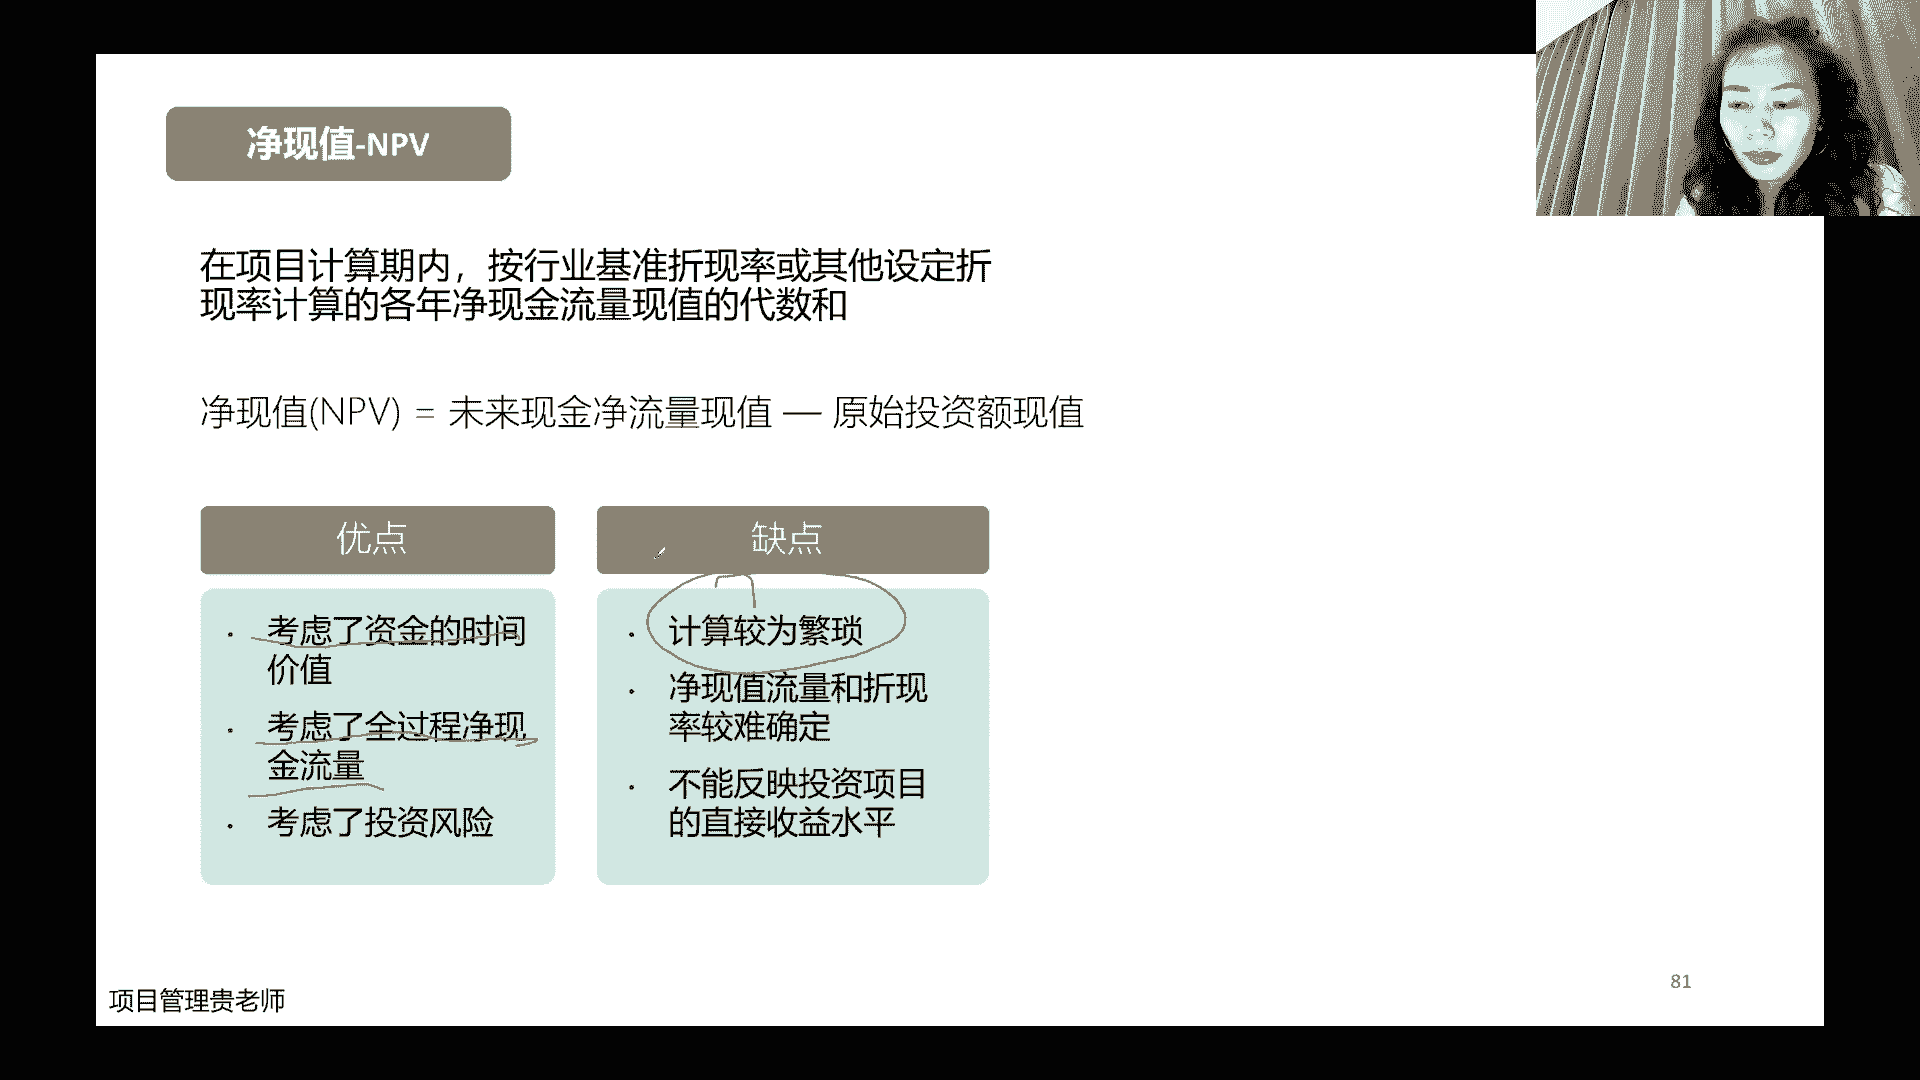 净现值-NPV
在项目计算期内，按行业基准折现率或其他设定折
现率计算的各年净现金流量现值的代数和
净现值(NPV) = 未来现金净流量现值 — 原始投资额现值
优点
· 考虑了资金的时间
价值
· 考虑了全过程净现
金流量
· 考虑了投资风险
缺点
· 计算较为繁琐
· 净现值流量和折现
率较难确定
· 不能反映投资项目
的直接收益水平
项目管理贵老师
81